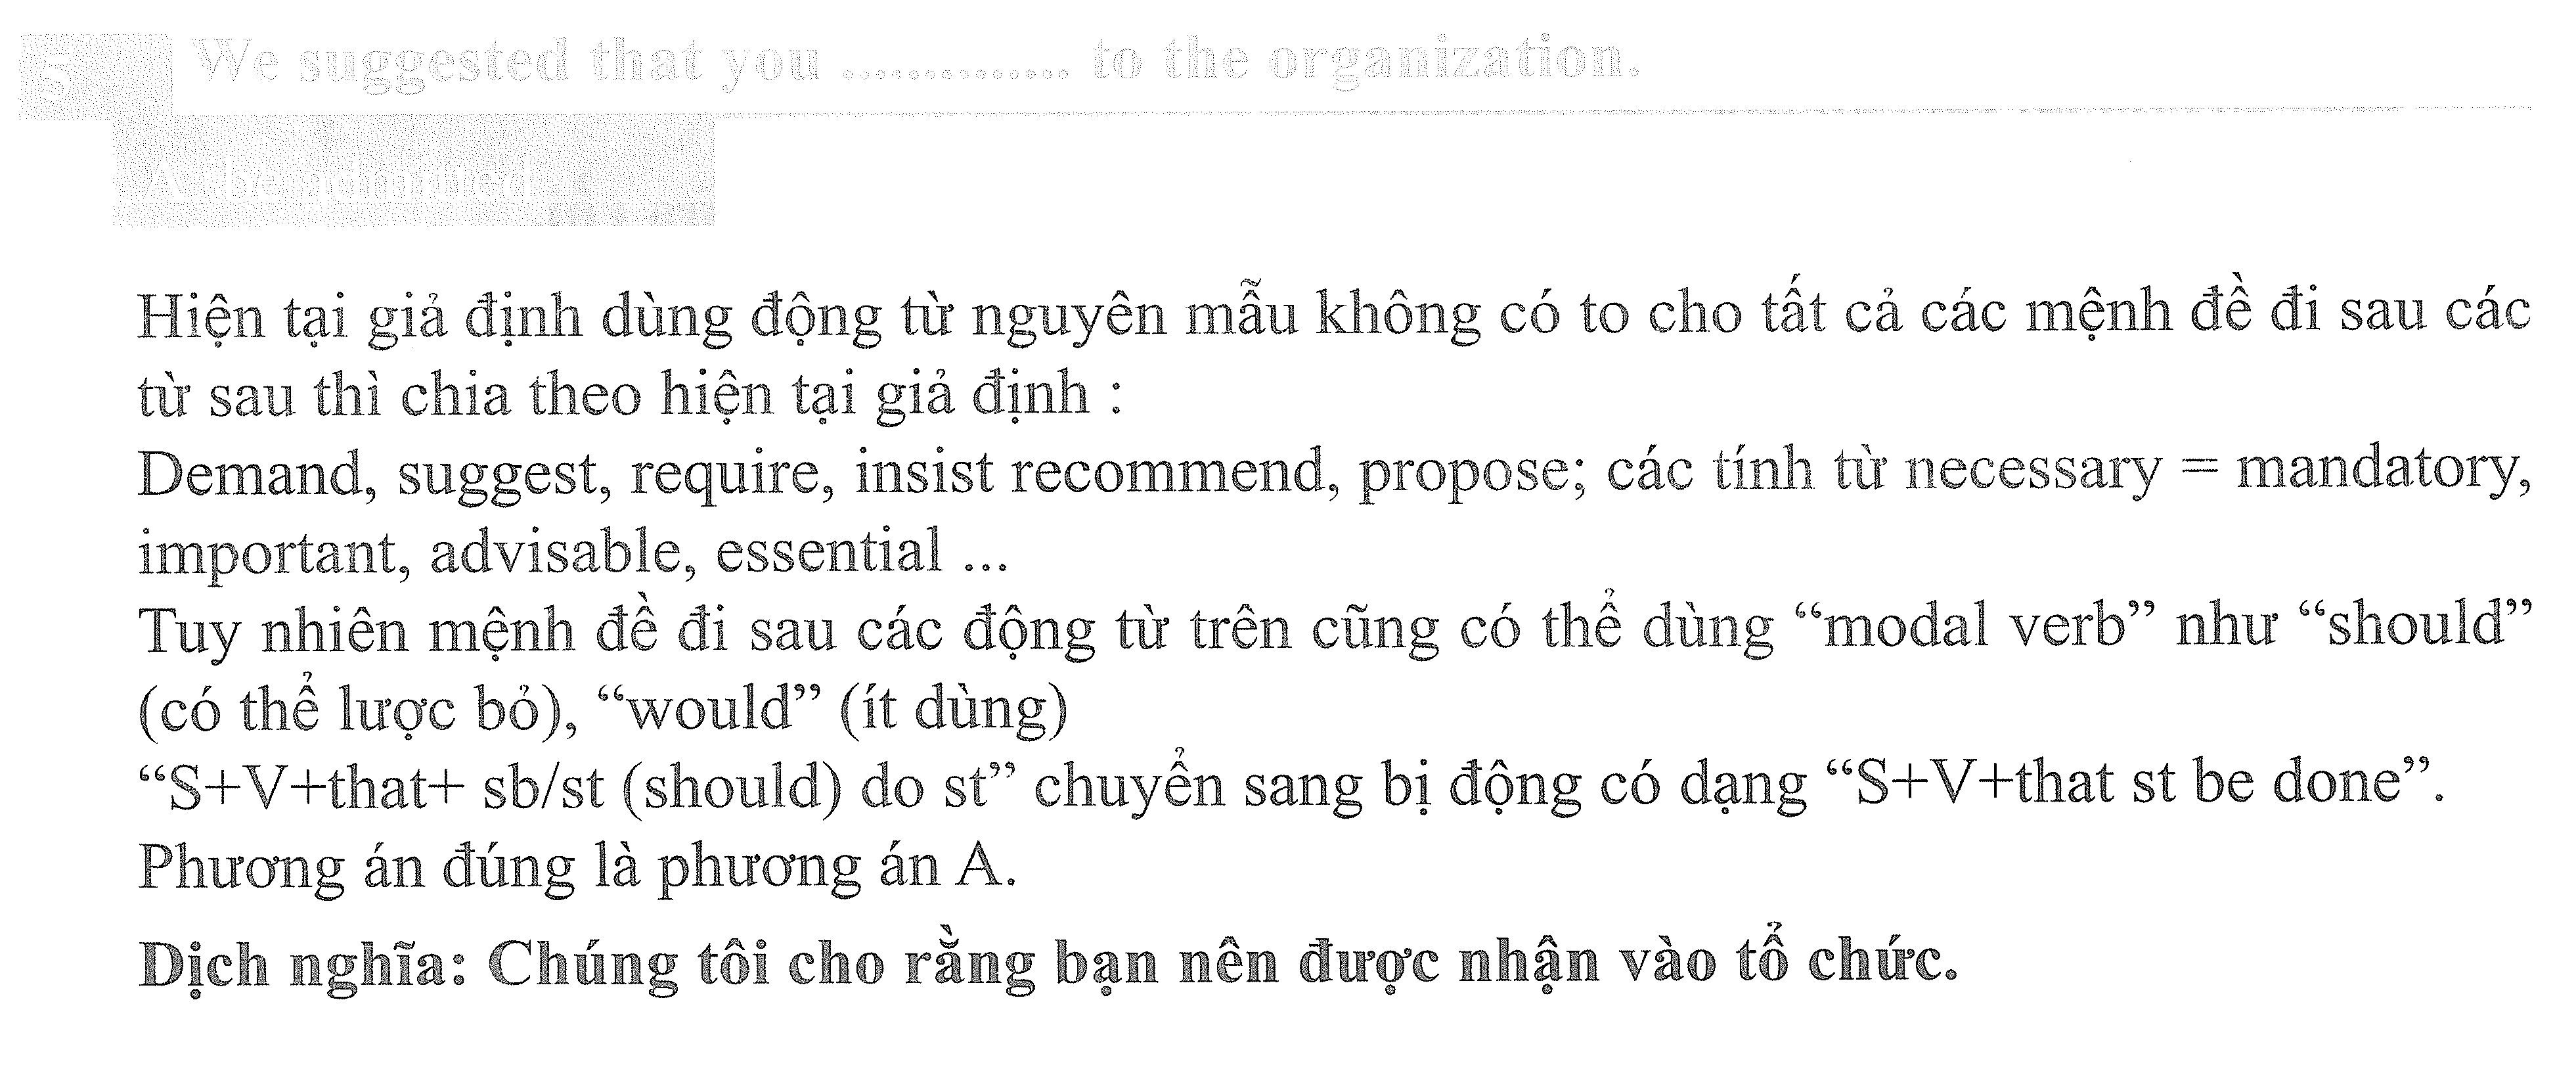 5 We suggested that you .............. to the organization.
A. be admitted
Hiện tại giả định dùng động từ nguyên mẫu không có to cho tất cả các mệnh đề đi sau các
từ sau thì chia theo hiện tại giả định :
Demand, suggest, require, insist recommend, propose; các tính từ necessary = mandatory,
important, advisable, essential ...
Tuy nhiên mệnh đề đi sau các động từ trên cũng có thể dùng “modal verb” như “should”
(có thể lược bỏ), “would” (ít dùng)
“S+V+that+ sb/st (should) do st” chuyển sang bị động có dạng “S+V+that st be done”.
Phương án đúng là phương án A.
Dịch nghĩa: Chúng tôi cho rằng bạn nên được nhận vào tổ chức.